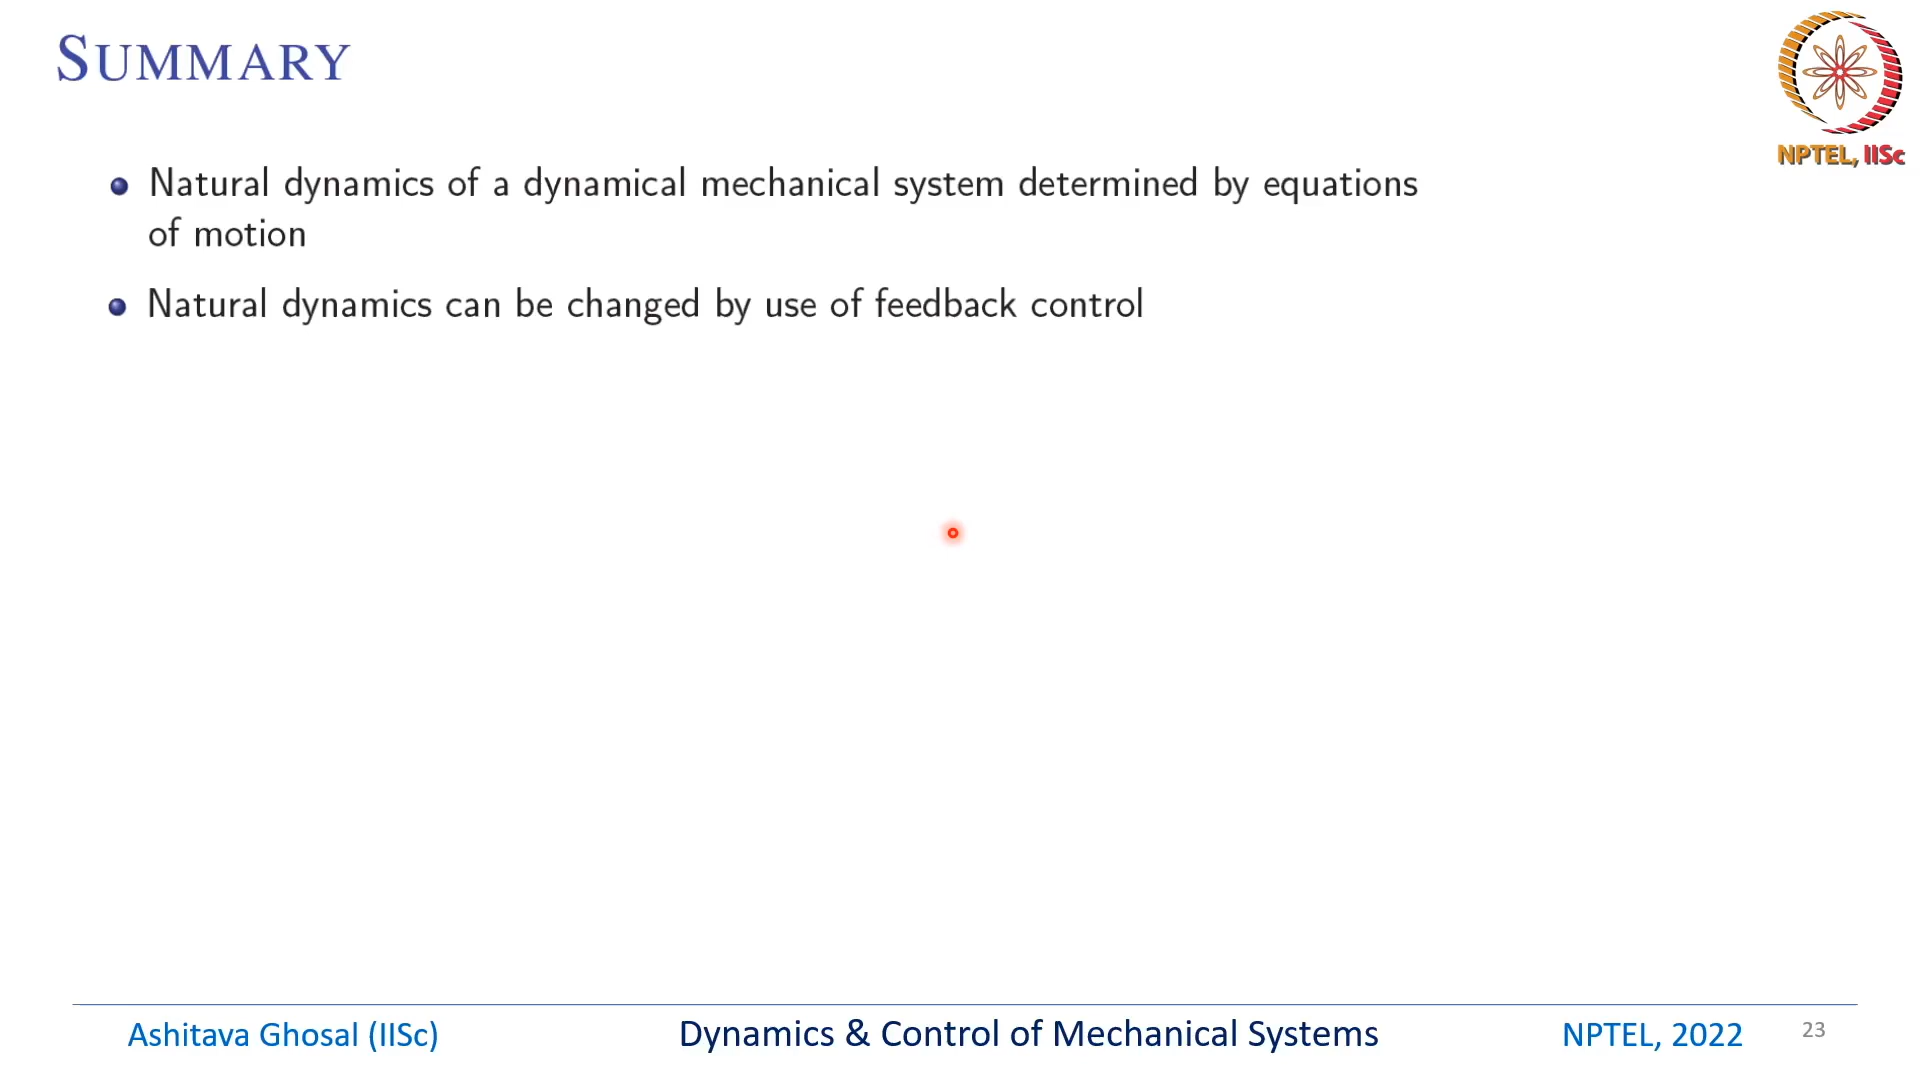 SUMMARY
NPTEL, IISc
Natural dynamics of a dynamical mechanical system determined by equations
of motion
Natural dynamics can be changed by use of feedback control
Ashitava Ghosal (IISc)
Dynamics & Control of Mechanical Systems
NPTEL, 2022
23